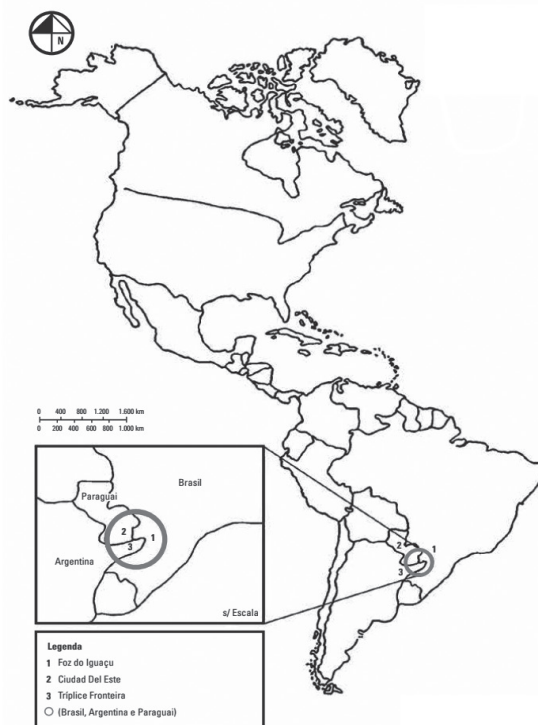 N
0 400 800 1.200 1.600 km
0 200 400 600 800 1.000 km
Paraguai
Brasil
2
1
3
Argentina
s/ Escala
2
1
3
Legenda
1 Foz do Iguaçu
2 Ciudad Del Este
3 Tríplice Fronteira
(Brasil, Argentina e Paraguai)